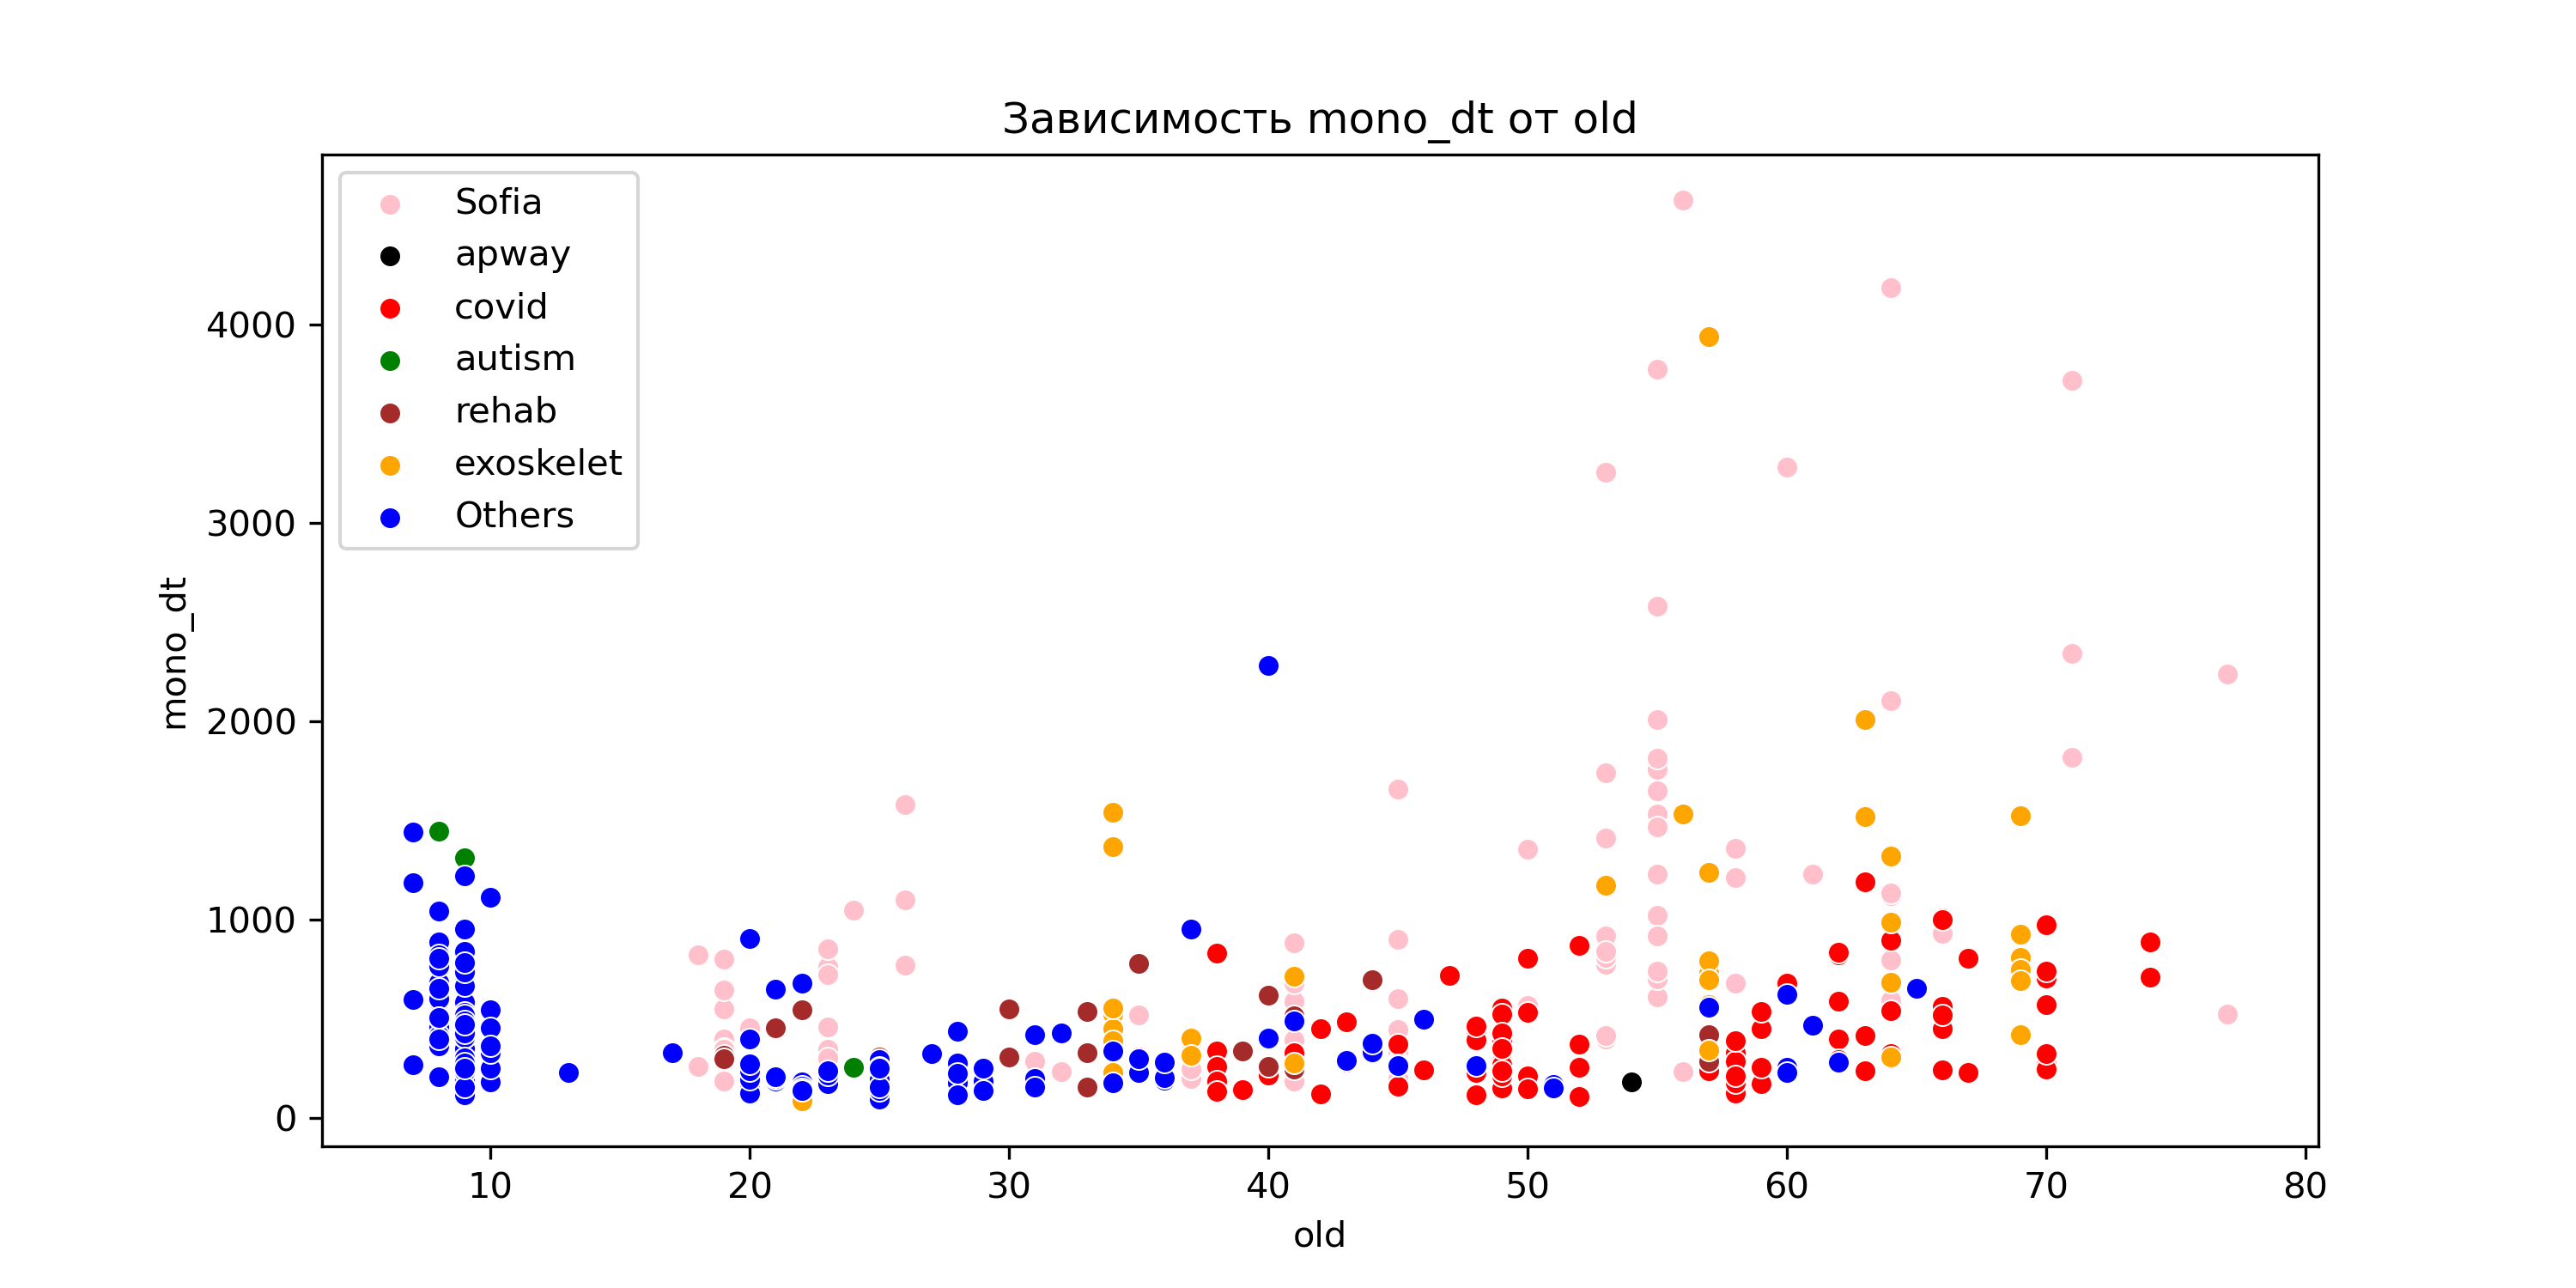 Зависимость mono_dt от old
Sofia
apway
covid
autism
rehab
exoskelet
Others
mono_dt
4000
3000
2000
1000
0
10 20 30 40 50 60 70 80
old